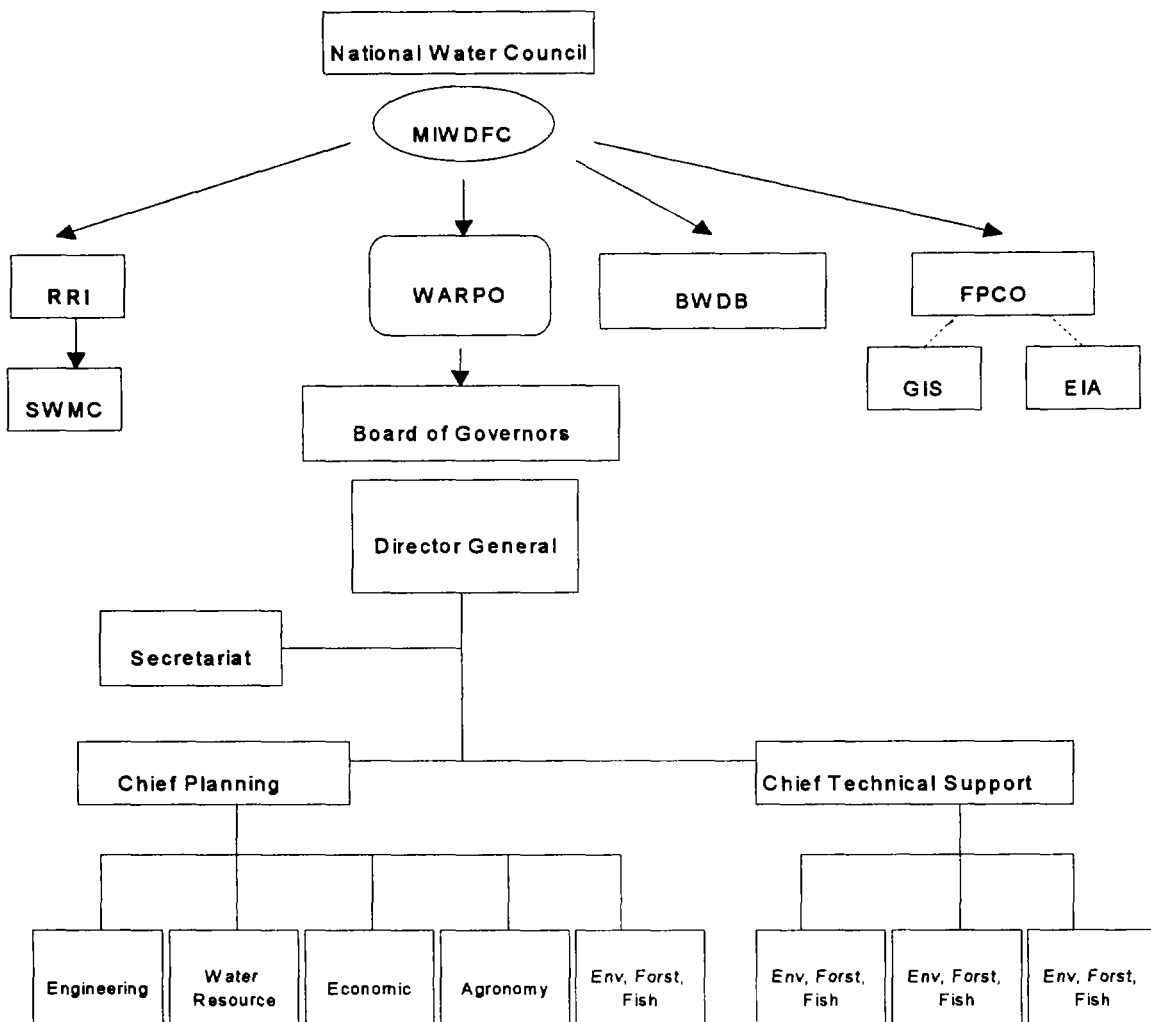 National Water Council
MIWDFC
RRI
WARPO
BWDB
FPCO
SWMC
GIS
EIA
Board of Governors
Director General
Secretariat
Chief Planning
Chief Technical Support
Engineering
Water
Resource
Economic
Agronomy
Env, Forst,
Fish
Env, Forst,
Fish
Env, Forst,
Fish
Env, Forst,
Fish